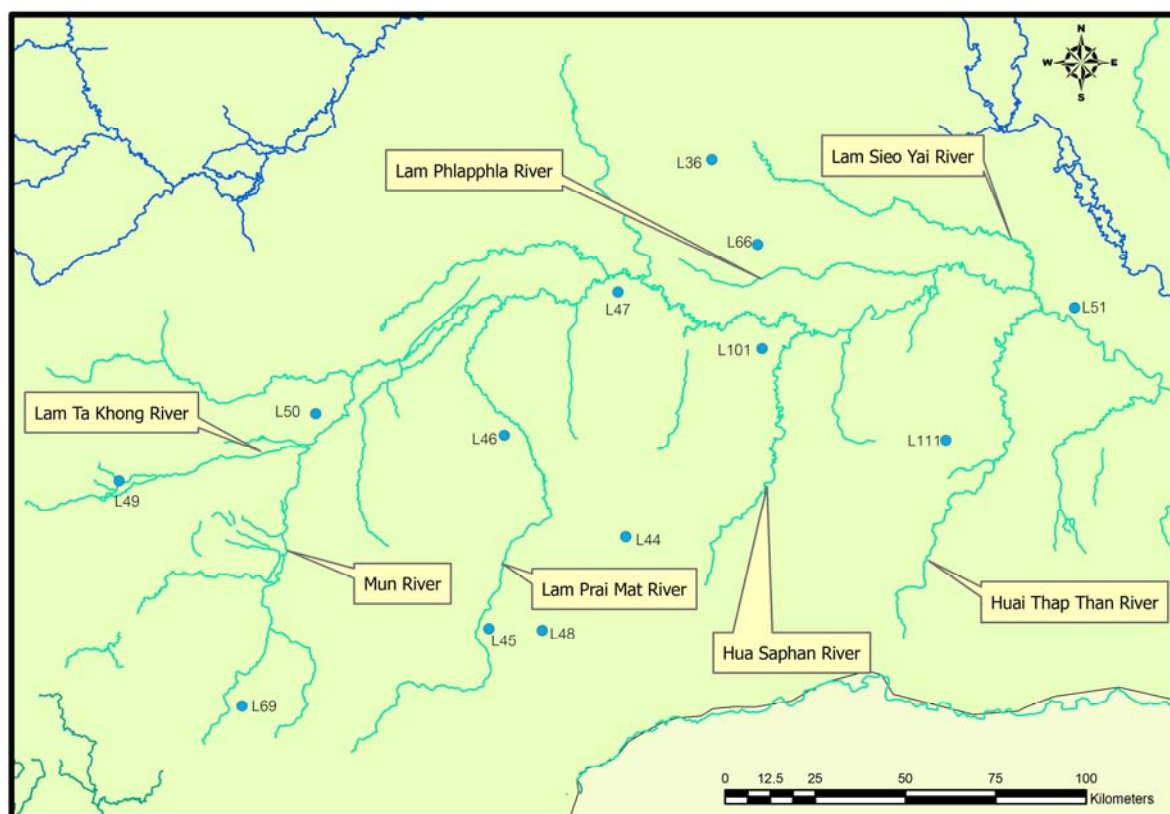 N
W E
S
L36
Lam Sieo Yai River
Lam Phlapphla River
L66
L47
L51
L101
Lam Ta Khong River
L50
L46
L111
L49
L44
Mun River
Lam Prai Mat River
Huai Thap Than River
L45
L48
Hua Saphan River
L69
0 12.5 25 50 75 100
Kilometers